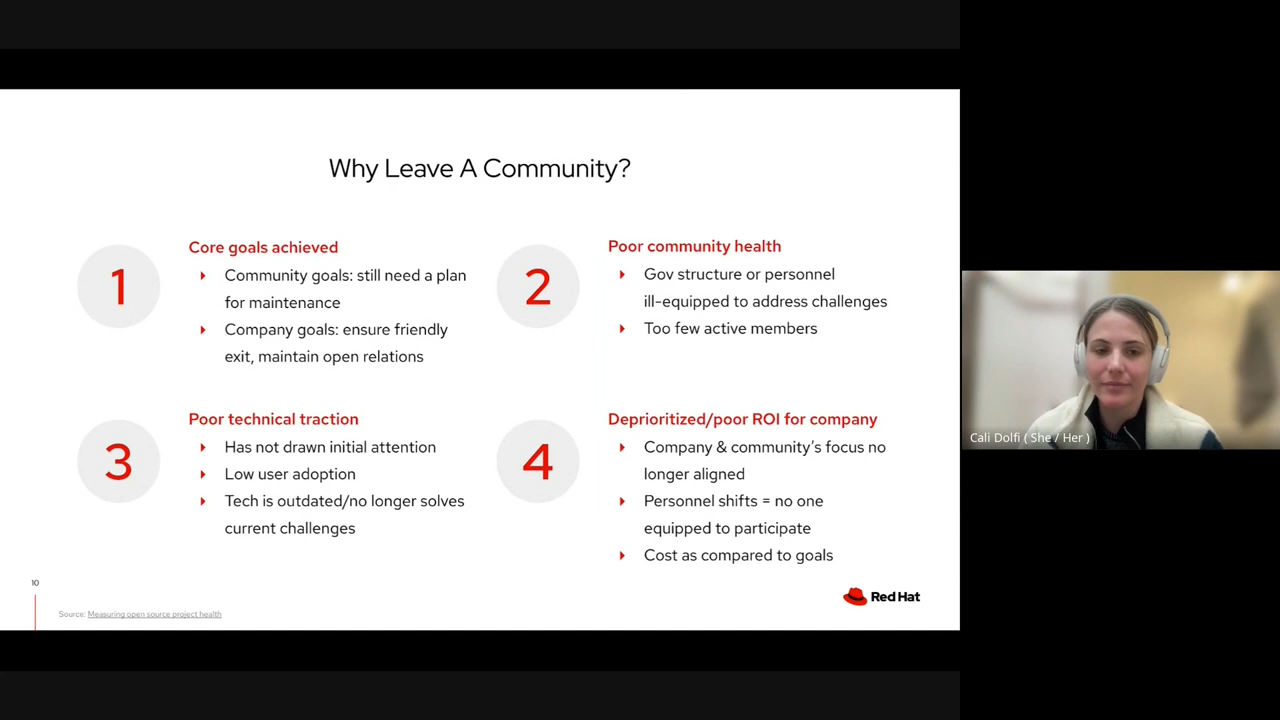 Why Leave A Community?
1
Core goals achieved
Community goals: still need a plan
for maintenance
Company goals: ensure friendly
exit, maintain open relations
2
Poor community health
Gov structure or personnel
ill-equipped to address challenges
Too few active members
3
Poor technical traction
Has not drawn initial attention
Low user adoption
Tech is outdated/no longer solves
current challenges
4
Deprioritized/poor ROI for company
Company & community's focus no
longer aligned
Personnel shifts = no one
equipped to participate
Cost as compared to goals
10
Source: Measuring open source project health
Red Hat
Cali Dolfi ( She / Her )